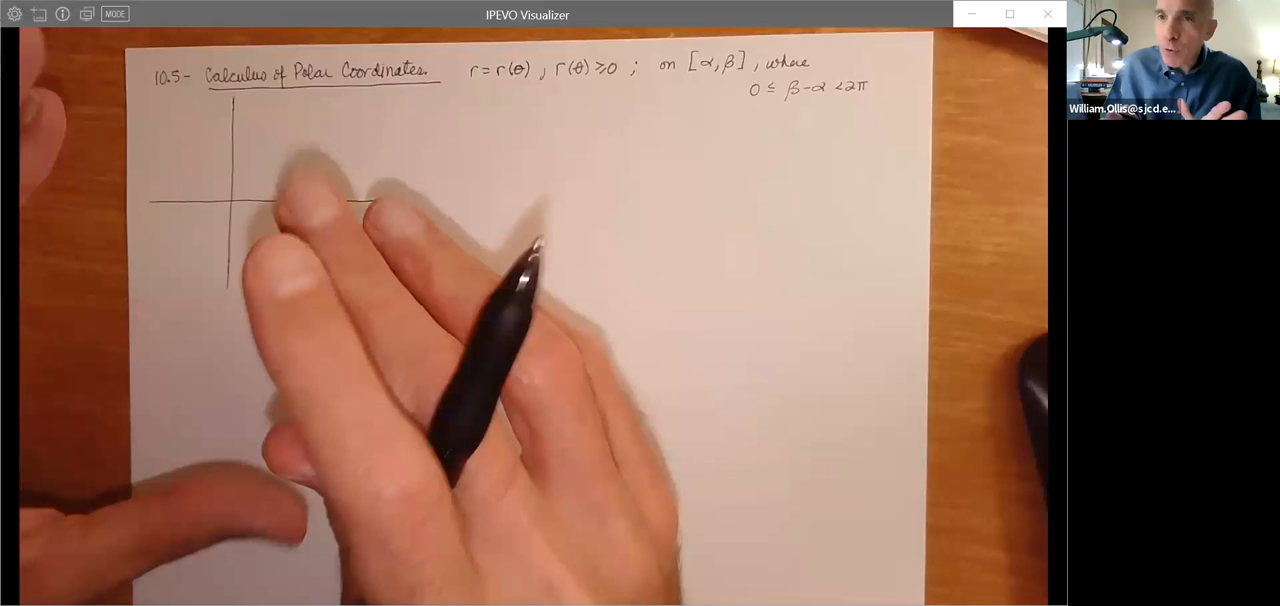 IPEVO Visualizer
MODE
10.5 - Calculus of Polar Coordinates. r = r(θ) , r(θ) ≥ 0 ; on [α, β] , where
0 ≤ β - α < 2π
William.Ollis@sjcd.e...